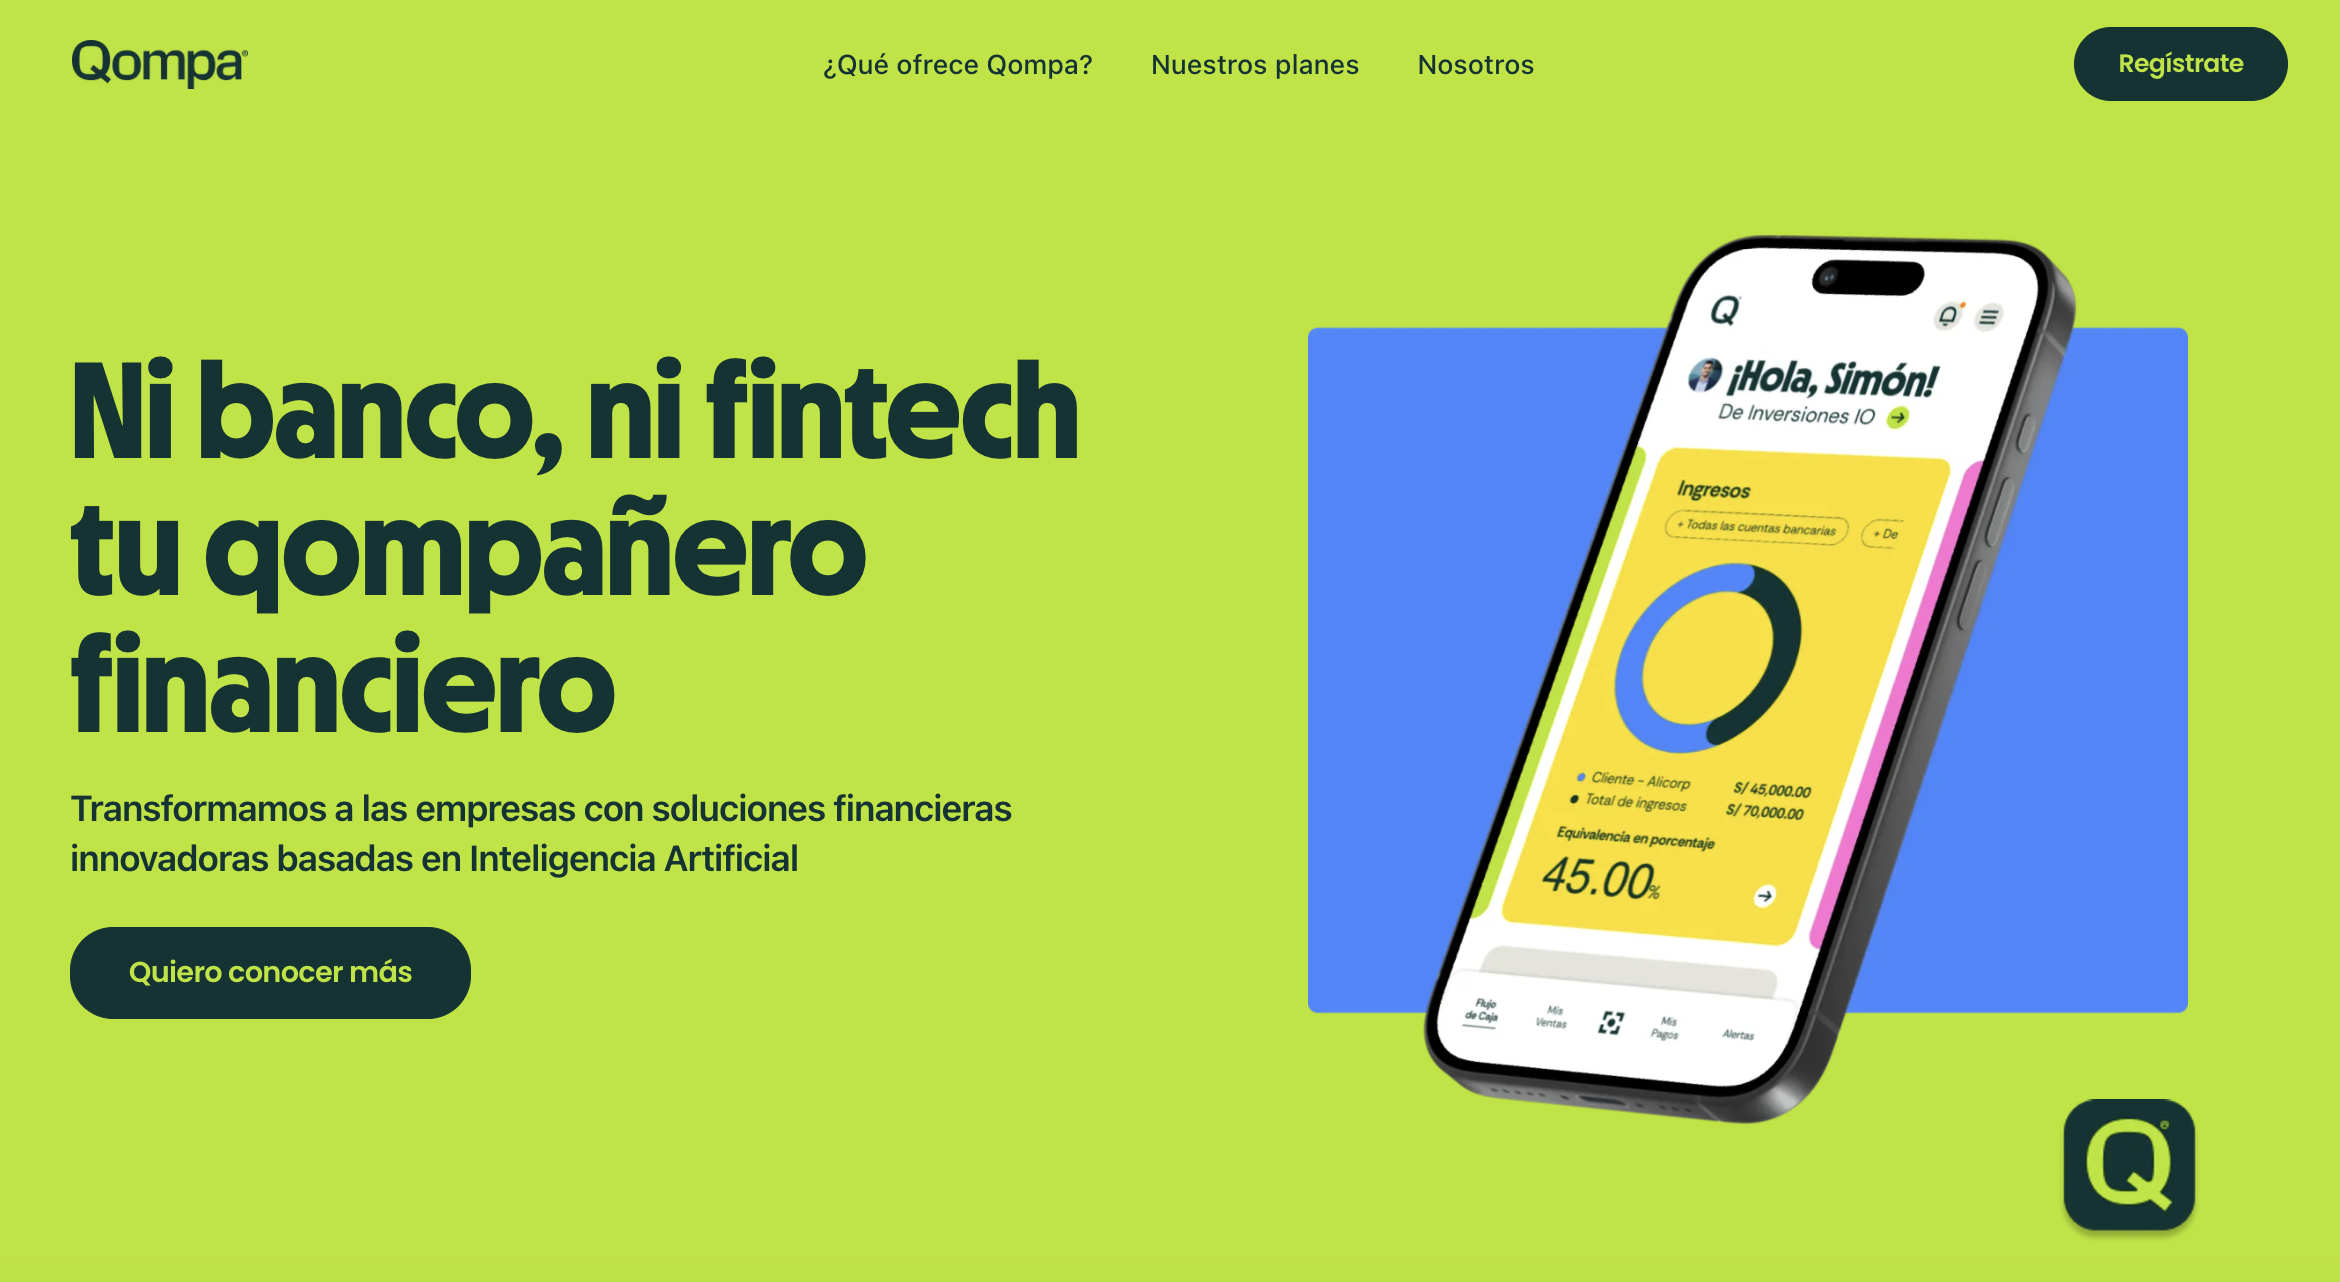 Qompa®
¿Qué ofrece Qompa?
Nuestros planes
Nosotros
Regístrate
Ni banco, ni fintech
tu qompañero
financiero
Transformamos a las empresas con soluciones financieras
innovadoras basadas en Inteligencia Artificial
Quiero conocer más
Q
¡Hola, Simón!
De Inversiones IO
Ingresos
+ Todas las cuentas bancarias
+ De
Cliente - Alicorp S/ 45,000.00
Total de ingresos S/ 70,000.00
Equivalencia en porcentaje
45.00%
Flujo
de Caja
Mis
Ventas
Mis
Pagos
Alertas
Q®